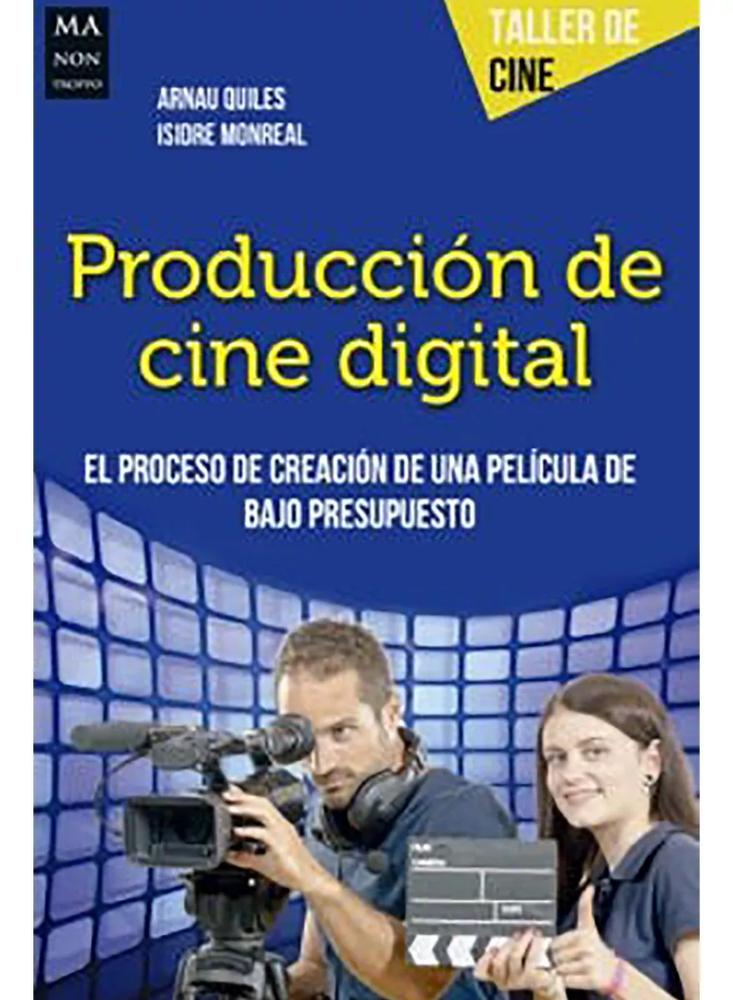 MA
NON
TROPPO
TALLER DE
CINE
ARNAU QUILES
ISIDRE MONREAL
Producción de
cine digital
EL PROCESO DE CREACIÓN DE UNA PELÍCULA DE
BAJO PRESUPUESTO